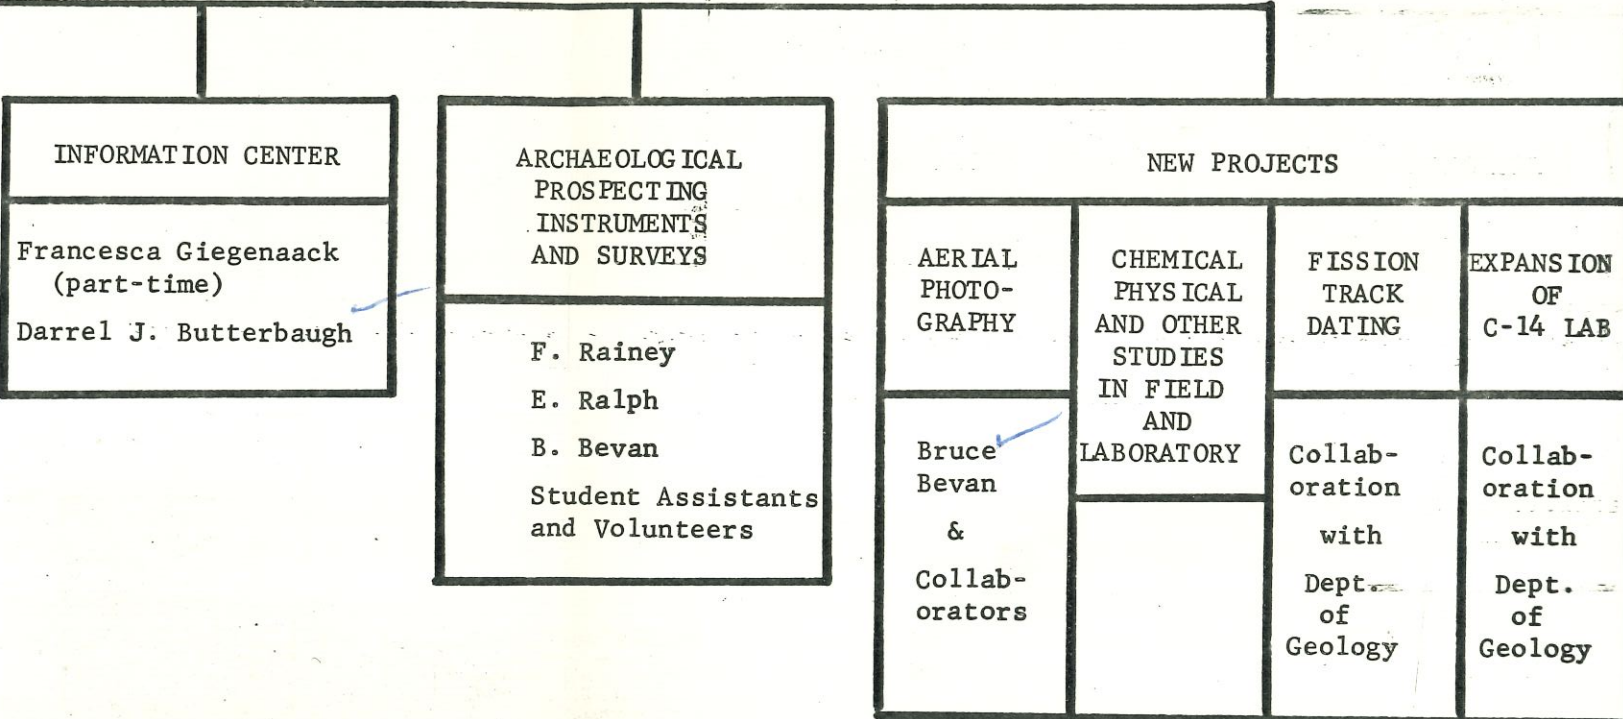 INFORMATION CENTER
Francesca Giegenaack
(part-time)
Darrel J. Butterbaugh
ARCHAEOLOGICAL
PROSPECTING
INSTRUMENTS
AND SURVEYS
F. Rainey
E. Ralph
B. Bevan
Student Assistants
and Volunteers
NEW PROJECTS
AERIAL
PHOTO-
GRAPHY
Bruce
Bevan
&
Collab-
orators
CHEMICAL
PHYSICAL
AND OTHER
STUDIES
IN FIELD
AND
LABORATORY
FISSION
TRACK
DATING
Collab-
oration
with
Dept.
of
Geology
EXPANSION
OF
C-14 LAB
Collab-
oration
with
Dept.
of
Geology